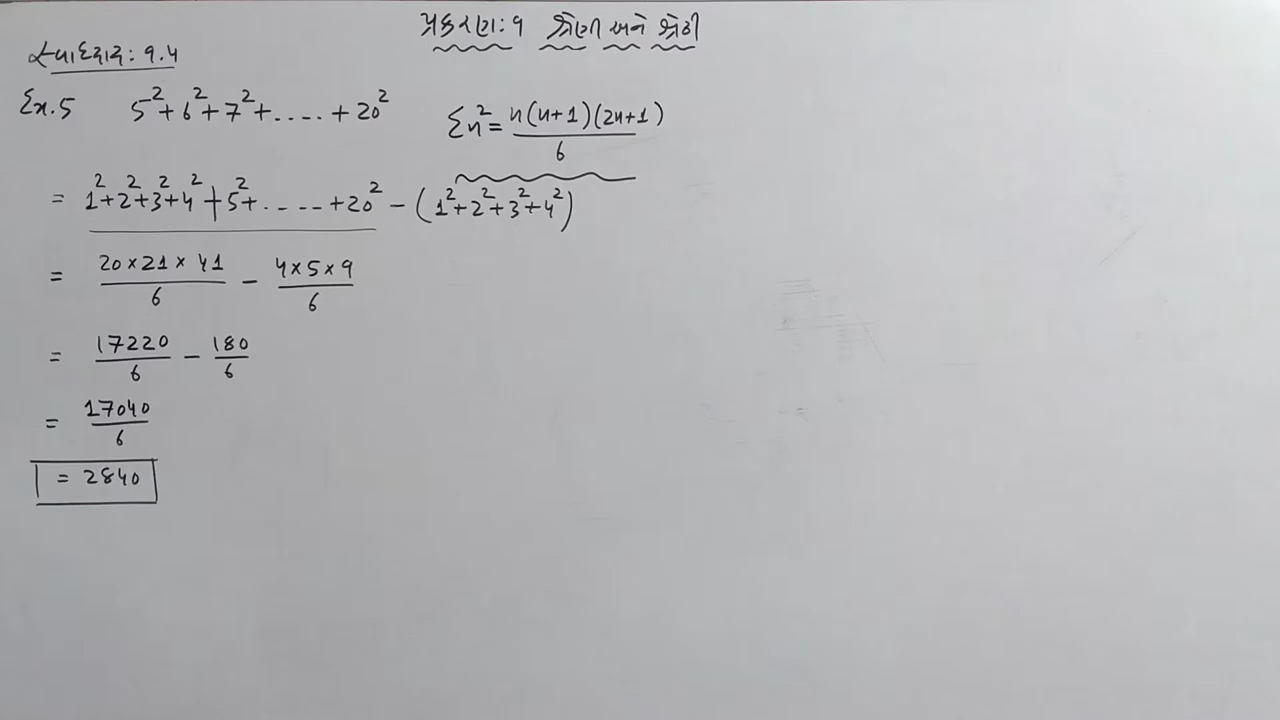 પ્રકરણ: ૧ શ્રેણી અને શ્રેઢી
સ્વાધ્યાય: 9.4
Ex.5 5²+6²+7²+....+20²
Σn² = n(n+1)(2n+1)/6
= 1²+2²+3²+4²+5²+....+20² - (1²+2²+3²+4²)
= 20×21×41/6 - 4×5×9/6
= 17220/6 - 180/6
= 17040/6
= 2840